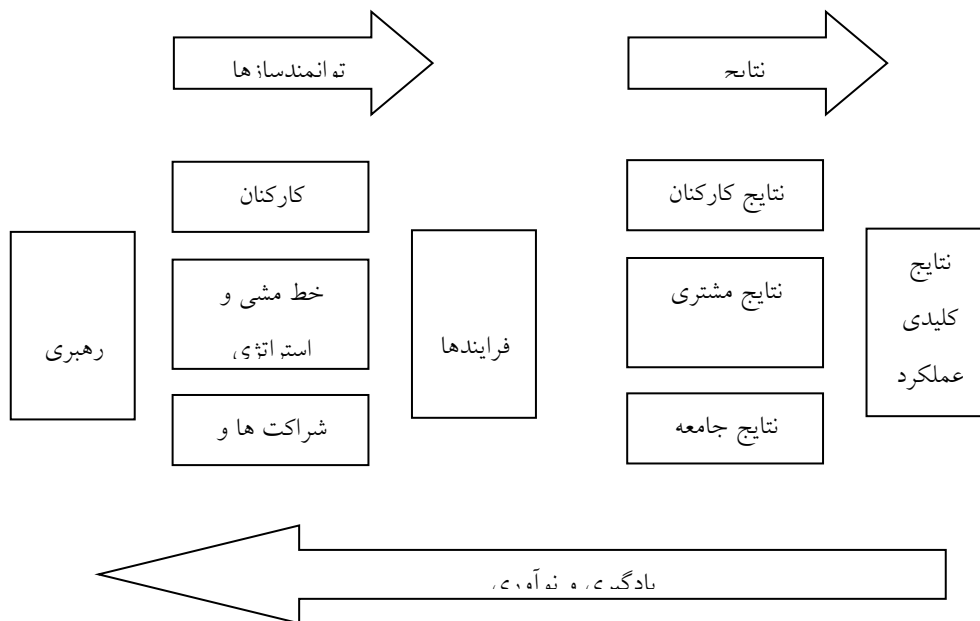 توانمندسازها
نتایج
کارکنان
نتایج کارکنان
رهبری
خط مشی و
استراتژی
فرایندها
نتایج مشتری
نتایج
کلیدی
عملکرد
شراکت ها و
نتایج جامعه
یادگیری و نوآوری